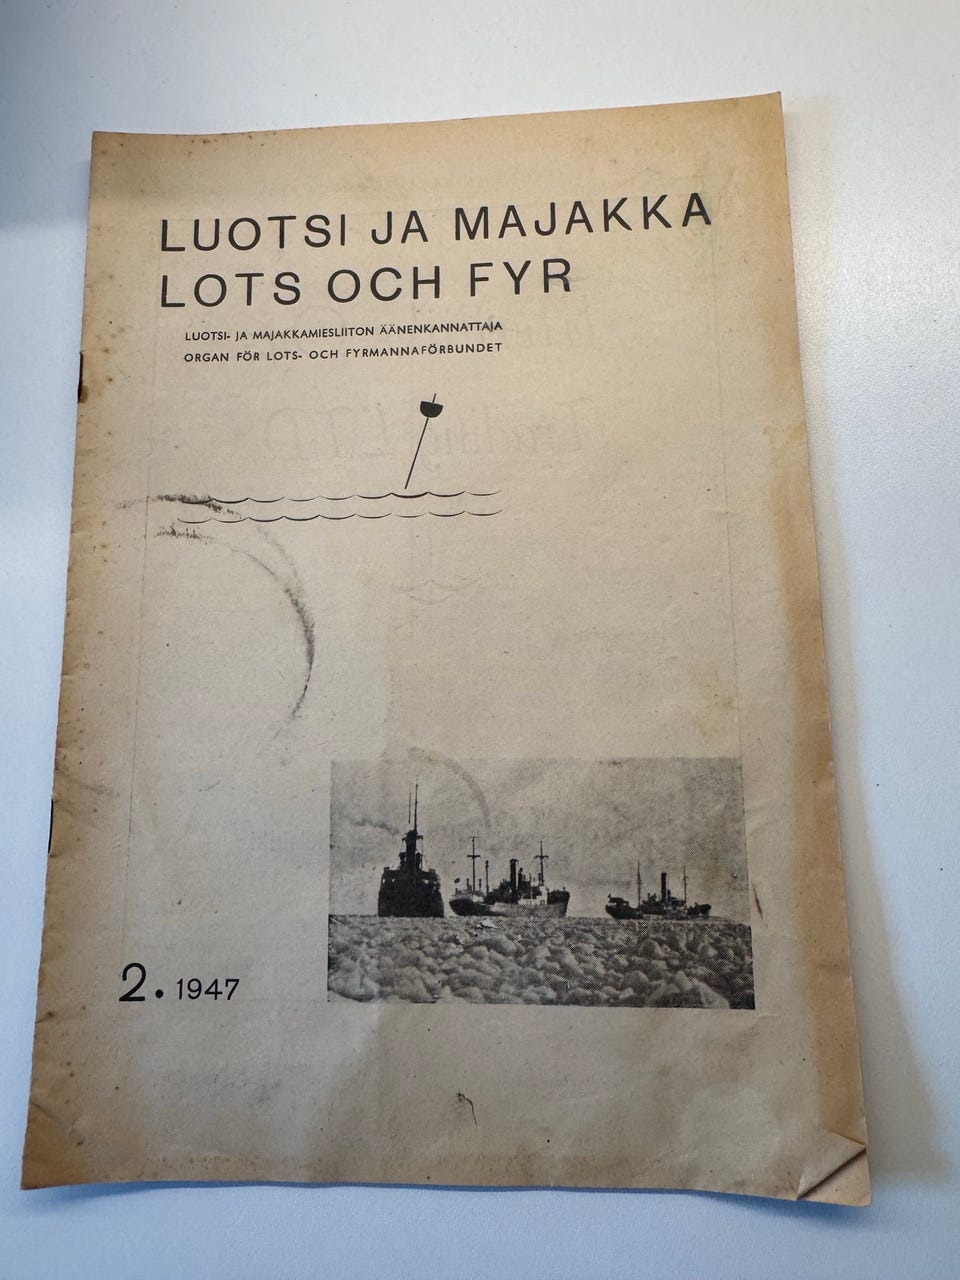 LUOTSI JA MAJAKKA
LOTS OCH FYR
LUOTSI- JA MAJAKKAMIESLIITON ÄÄNENKANNATTAJA
ORGAN FÖR LOTS- OCH FYRMANNAFÖRBUNDET
2. 1947